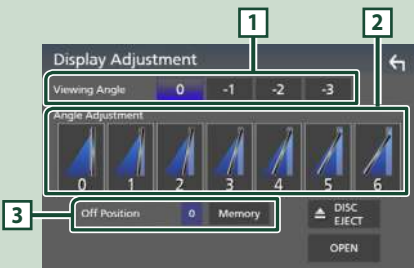 1
2
Display Adjustment
Viewing Angle 0 -1 -2 -3
Angle Adjustment
0 1 2 3 4 5 6
3
Off Position 0 Memory
DISC
EJECT
OPEN